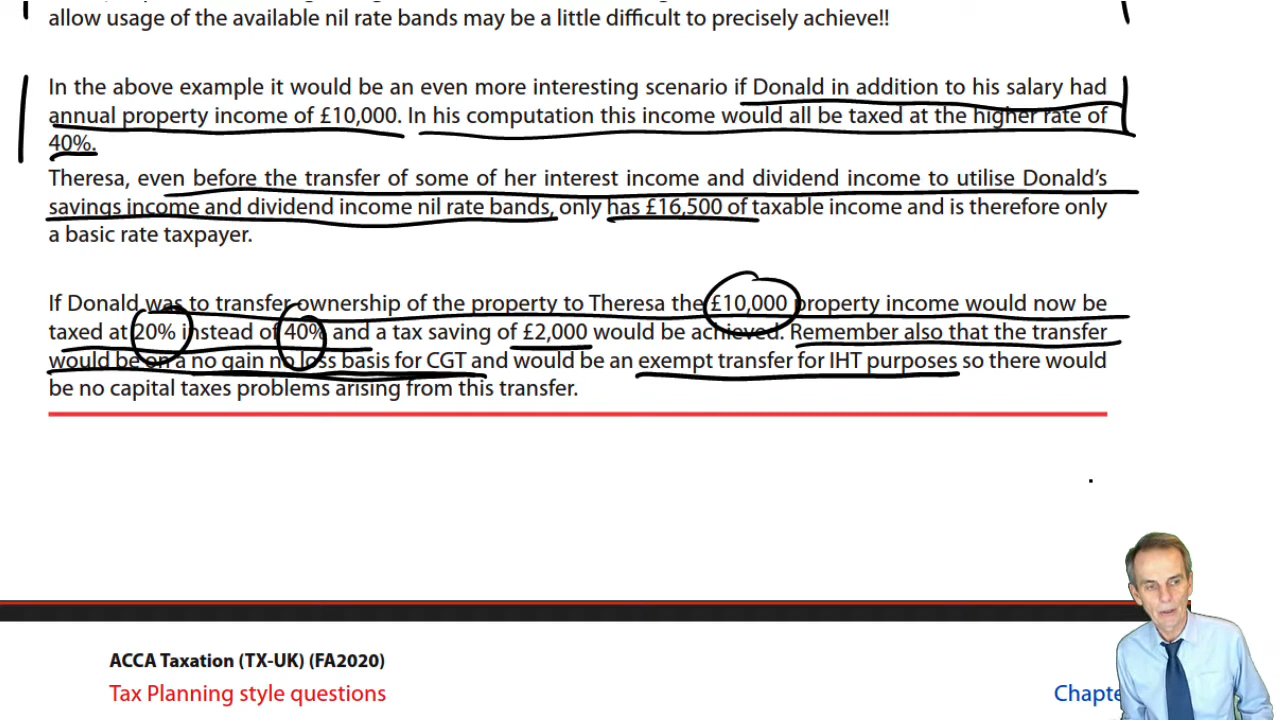 allow usage of the available nil rate bands may be a little difficult to precisely achieve!!
In the above example it would be an even more interesting scenario if Donald in addition to his salary had
annual property income of £10,000. In his computation this income would all be taxed at the higher rate of
40%.
Theresa, even before the transfer of some of her interest income and dividend income to utilise Donald's
savings income and dividend income nil rate bands, only has £16,500 of taxable income and is therefore only
a basic rate taxpayer.
If Donald was to transfer ownership of the property to Theresa the £10,000 property income would now be
taxed at 20% instead of 40% and a tax saving of £2,000 would be achieved. Remember also that the transfer
would be on a no gain no loss basis for CGT and would be an exempt transfer for IHT purposes so there would
be no capital taxes problems arising from this transfer.
ACCA Taxation (TX-UK) (FA2020)
Tax Planning style questions
Chapte